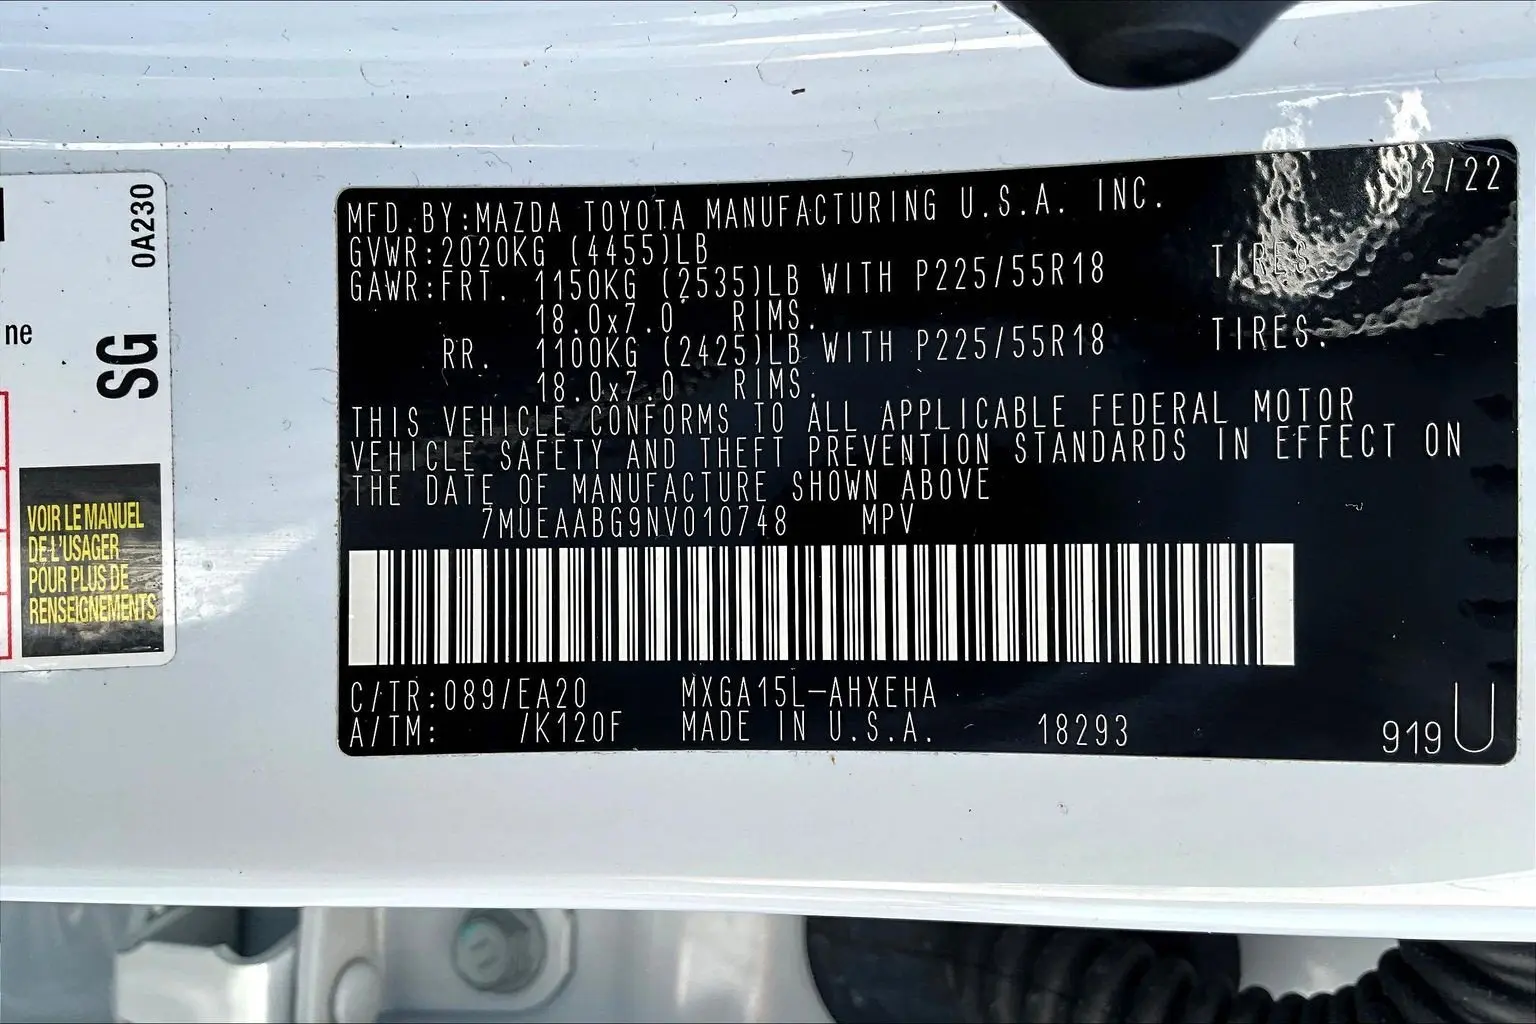 0A230
ne
SG
VOIR LE MANUEL
DE L'USAGER
POUR PLUS DE
RENSEIGNEMENTS
02/22
MFD.BY:MAZDA TOYOTA MANUFACTURING U.S.A. INC.
GVWR:2020KG (4455)LB
GAWR:FRT. 1150KG (2535)LB WITH P225/55R18 TIRES
18.0x7.0 RIMS.
RR. 1100KG (2425)LB WITH P225/55R18 TIRES.
18.0x7.0 RIMS.
THIS VEHICLE CONFORMS TO ALL APPLICABLE FEDERAL MOTOR
VEHICLE SAFETY AND THEFT PREVENTION STANDARDS IN EFFECT ON
THE DATE OF MANUFACTURE SHOWN ABOVE
7MUEAABG9NV010748 MPV
C/TR:089/EA20 MXGA15L-AHXEHA
A/TM: /K120F MADE IN U.S.A. 18293 919U